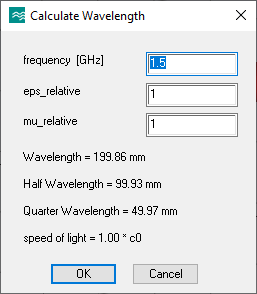 Calculate Wavelength
frequency [GHz]
1.5
eps_relative
1
mu_relative
1
Wavelength = 199.86 mm
Half Wavelength = 99.93 mm
Quarter Wavelength = 49.97 mm
speed of light = 1.00 * c0
OK
Cancel